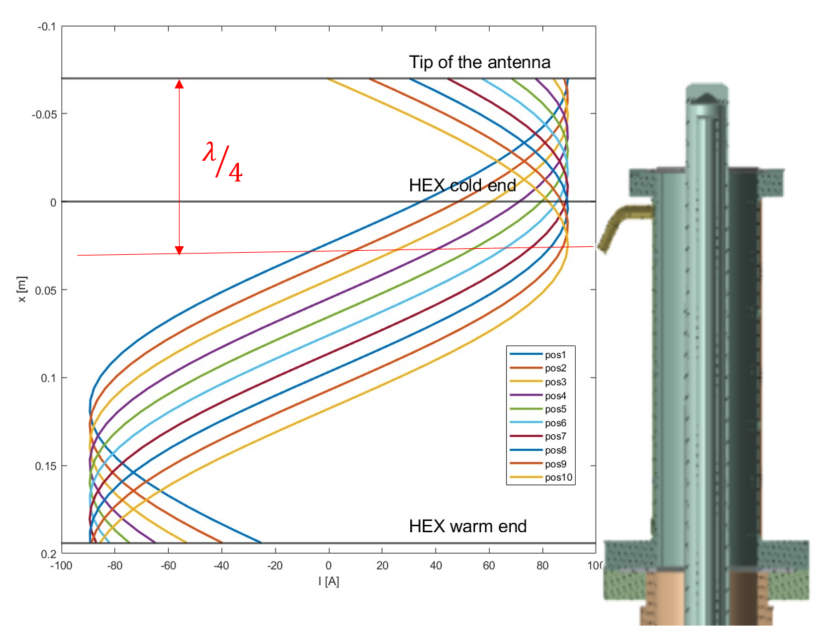 -0.1
Tip of the antenna
-0.05
λ/4
HEX cold end
0
x [m]
0.05
pos1
pos2
pos3
pos4
pos5
pos6
pos7
pos8
pos9
pos10
0.1
0.15
HEX warm end
0.2
-100 -80 -60 -40 -20 0 20 40 60 80 100
I [A]